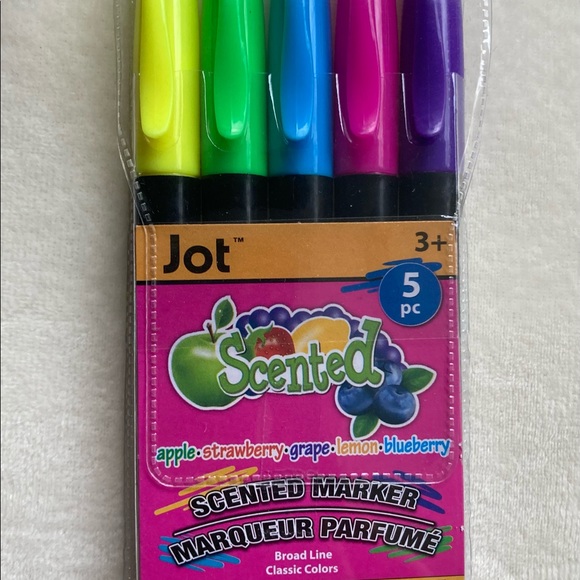 Jot™
3+
5
pc
Scented
apple•strawberry•grape•lemon•blueberry
SCENTED MARKER
MARQUEUR PARFUMÉ
Broad Line
Classic Colors